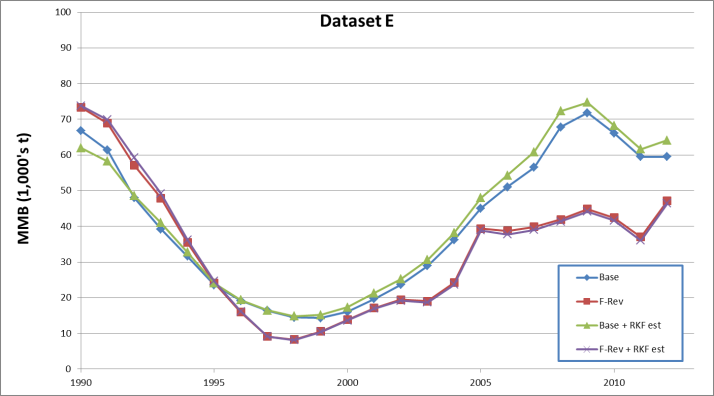 Dataset E
MMB (1,000's t)
100
90
80
70
60
50
40
30
20
10
0
1990 1995 2000 2005 2010
Base
F-Rev
Base + RKF est
F-Rev + RKF est